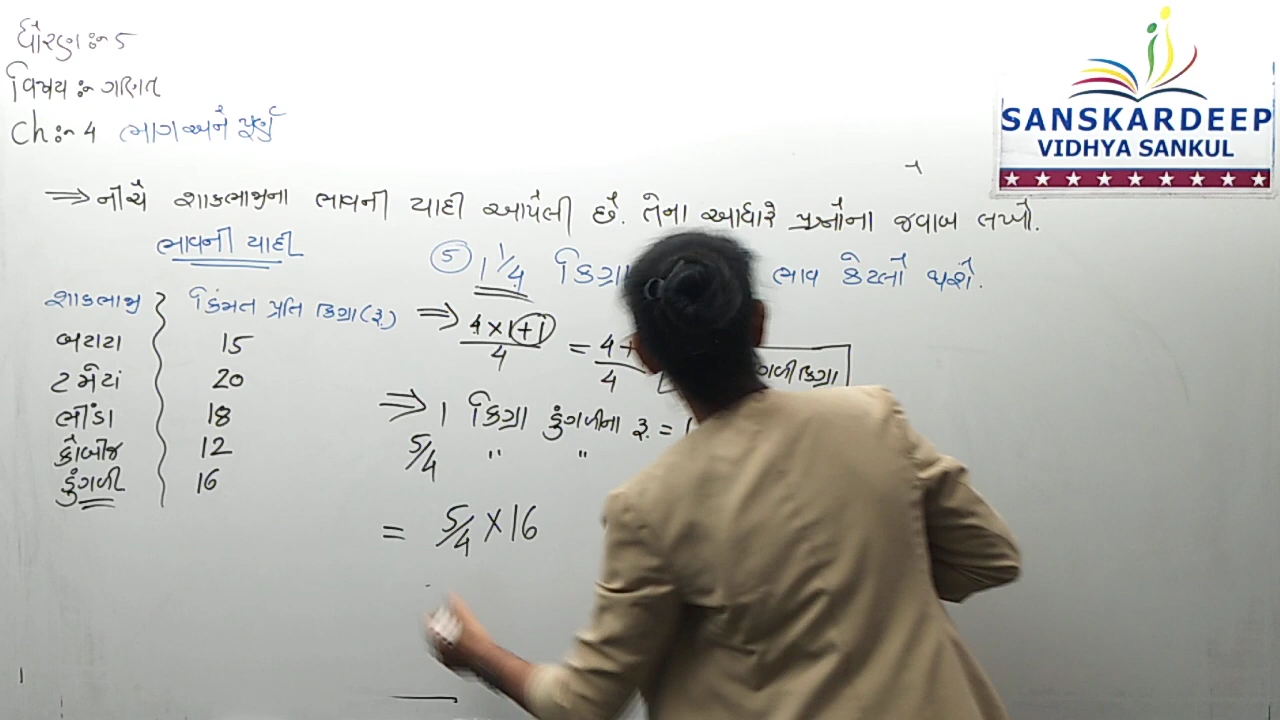 ધોરણ :- 5
વિષય :- ગણિત
Ch :- 4 ભાગ અને પૂર્ણ
SANSKARDEEP
VIDHYA SANKUL
⇒ નીચે શાકભાજીના ભાવની યાદી આપેલી છે. તેના આધારે પ્રશ્નોના જવાબ લખો.
ભાવની યાદી
શાકભાજી કિંમત પ્રતિ કિગ્રા (રૂ.)
બટાટા 15
ટમેટાં 20
ભીંડા 18
કોબીજ 12
ડુંગળી 16
(5) 1 1/4 કિગ્રા ભાવ કેટલો થશે.
⇒ 4 × 1 + 1 / 4 = 4 + / 4 ગળી કિગ્રા
⇒ 1 કિગ્રા ડુંગળીના રૂ. = 1
5/4 " "
= 5/4 × 16